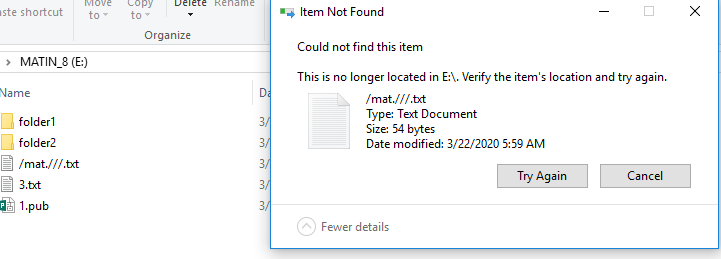 aste shortcut
Move to
Copy to
Delete
Rename
Organize
MATIN_8 (E:)
Name
Da
folder1
3/
folder2
3/
/mat.///.txt
3/
3.txt
3/
1.pub
3/
Item Not Found
Could not find this item
This is no longer located in E:\. Verify the item's location and try again.
/mat.///.txt
Type: Text Document
Size: 54 bytes
Date modified: 3/22/2020 5:59 AM
Try Again
Cancel
Fewer details